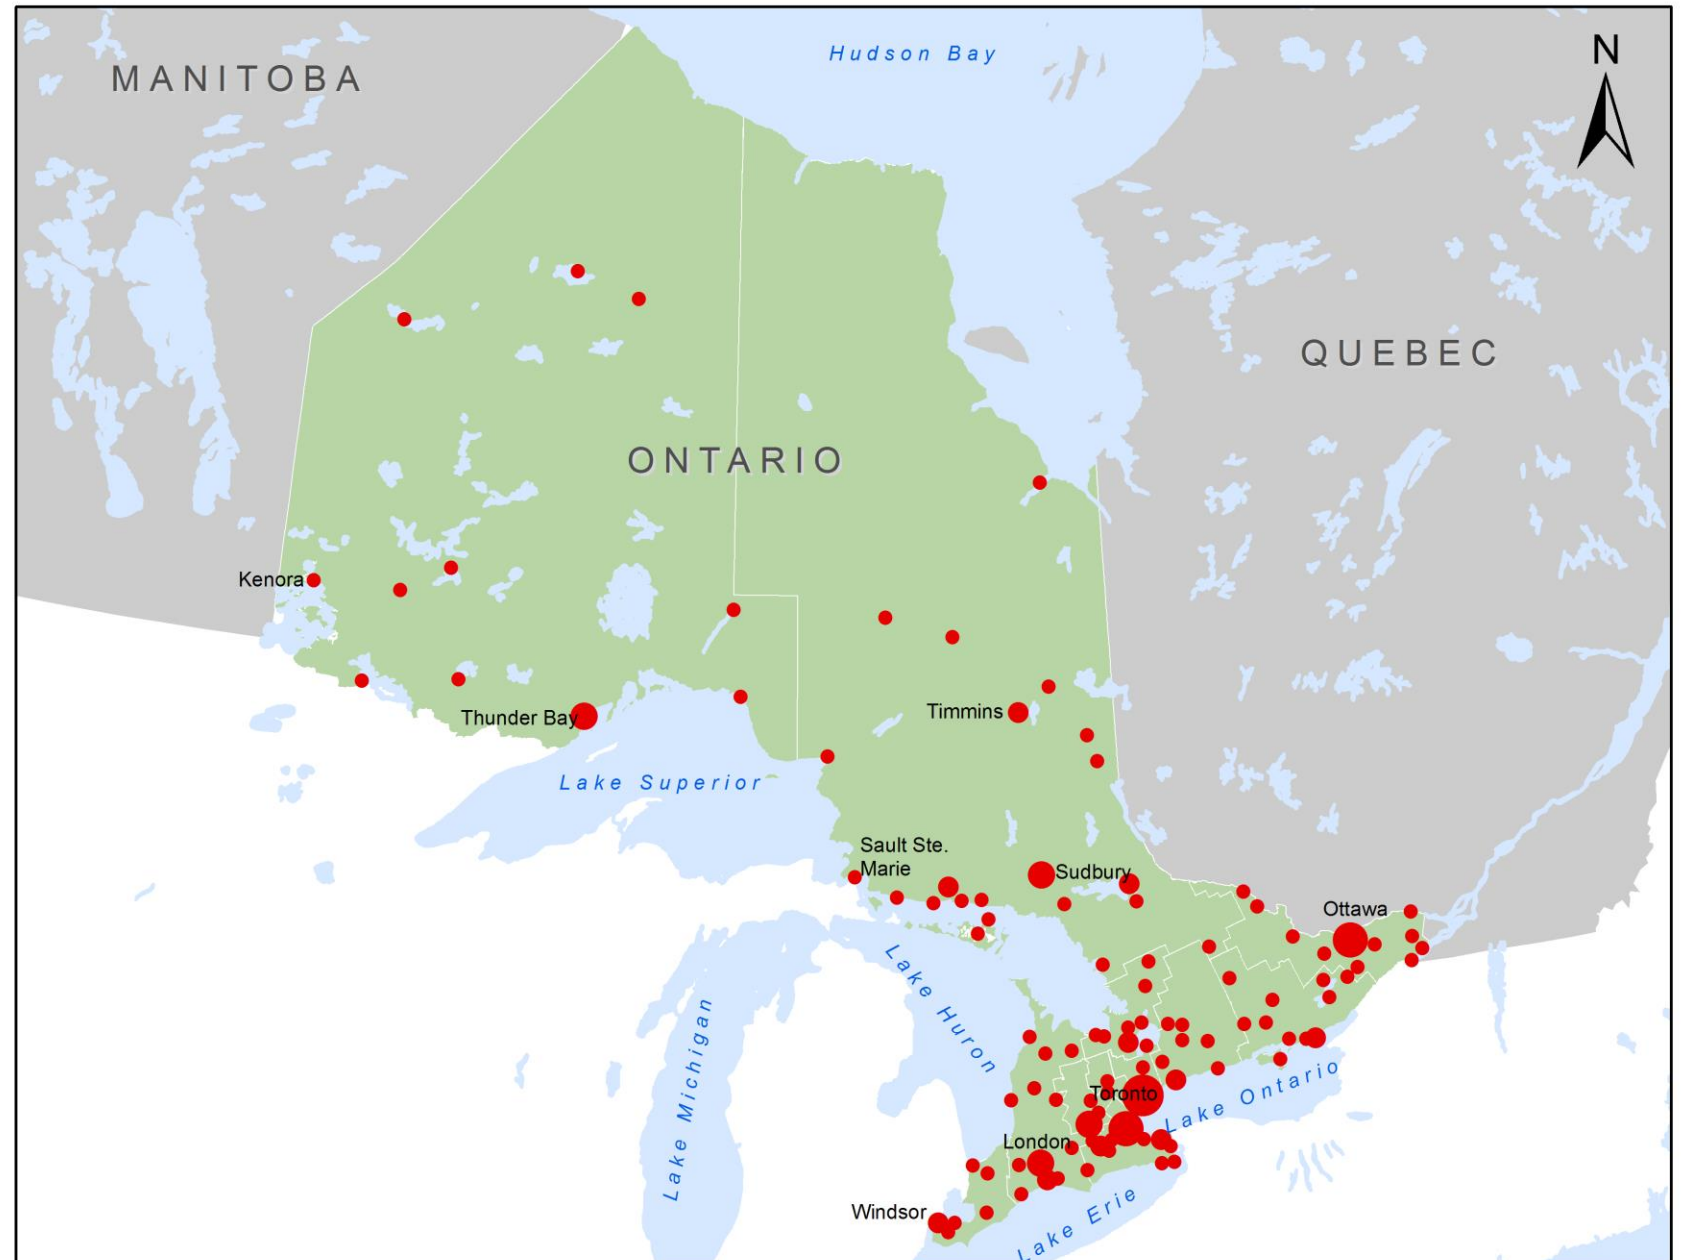 Hudson Bay
N
MANITOBA
QUEBEC
ONTARIO
Kenora
Thunder Bay
Timmins
Lake Superior
Sault Ste.
Marie
Sudbury
Ottawa
Lake Huron
Lake Michigan
Toronto
Lake Ontario
London
Windsor
Lake Erie